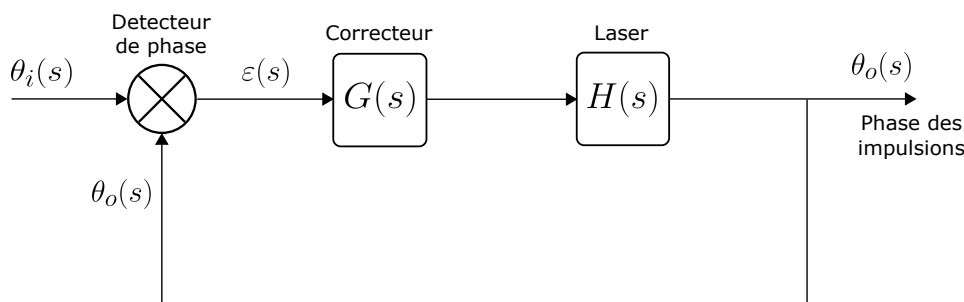 Detecteur
de phase
Correcteur
Laser
θᵢ(s)
ε(s)
G(s)
H(s)
θₒ(s)
Phase des
impulsions
θₒ(s)